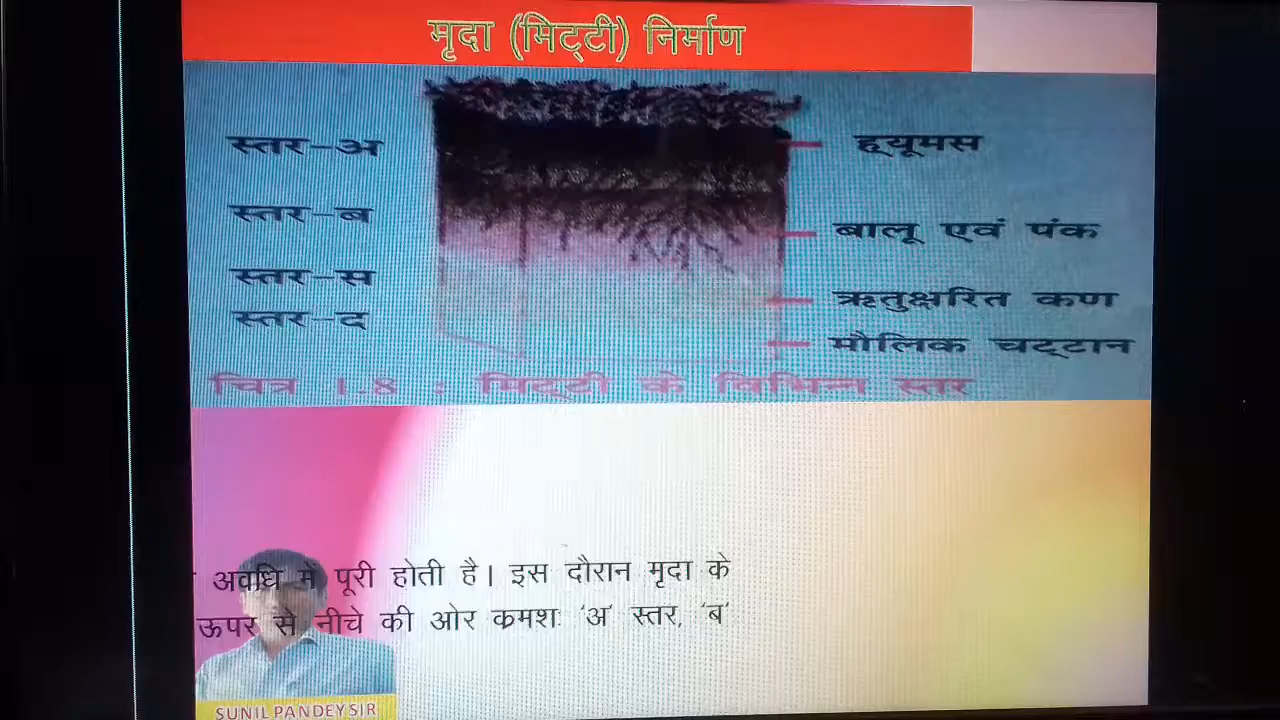 मृदा (मिट्टी) निर्माण
स्तर-अ
ह्यूमस
स्तर-ब
बालू एवं पंक
स्तर-स
ऋतुक्षरित कण
स्तर-द
मौलिक चट्टान
चित्र 1.8 : मिट्टी के विभिन्न स्तर
अवधि में पूरी होती है। इस दौरान मृदा के
ऊपर से नीचे की ओर क्रमशः 'अ' स्तर, 'ब'
SUNIL PANDEY SIR